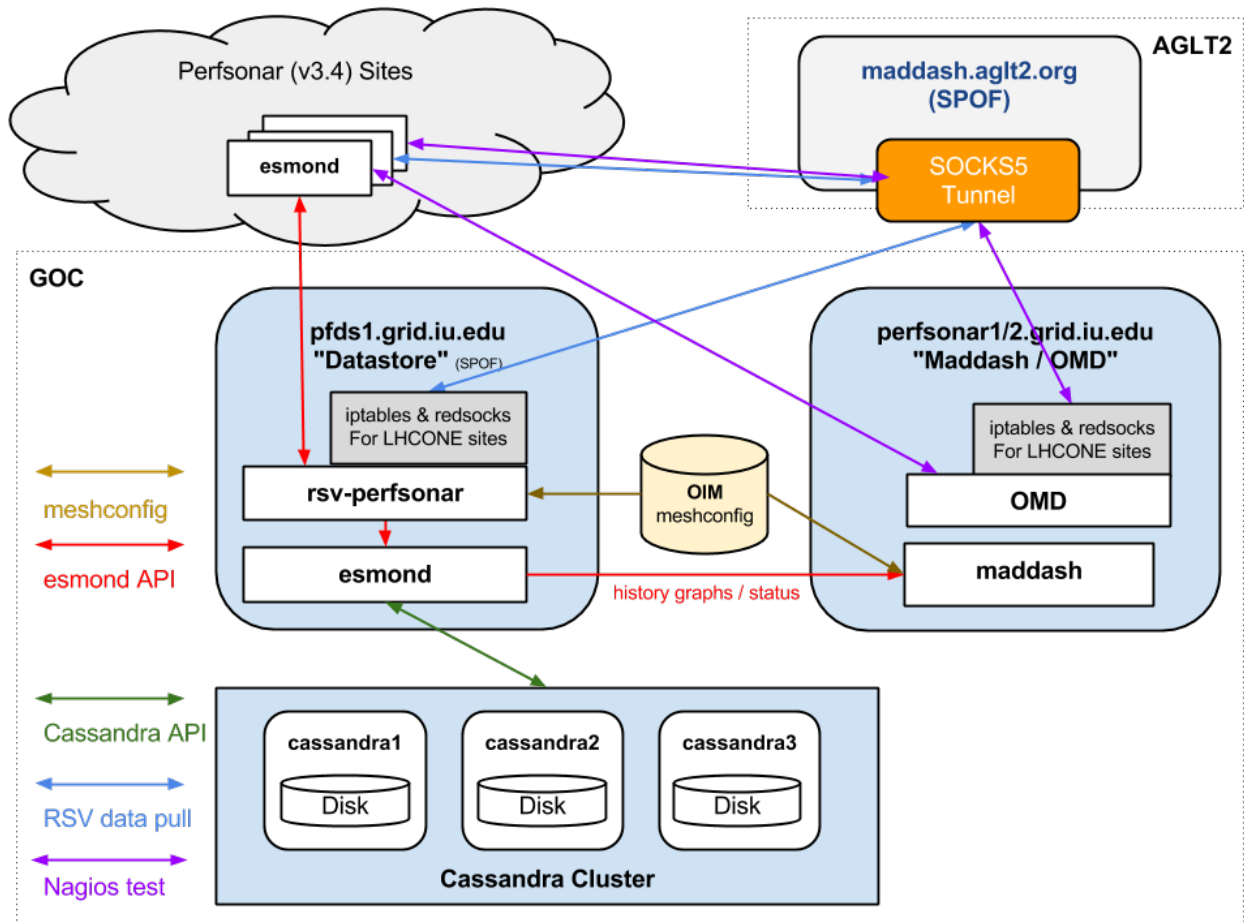 Perfsonar (v3.4) Sites
esmond
AGLT2
maddash.aglt2.org
(SPOF)
SOCKS5
Tunnel
GOC
pfds1.grid.iu.edu
"Datastore" (SPOF)
iptables & redsocks
For LHCONE sites
rsv-perfsonar
esmond
OIM
meshconfig
perfsonar1/2.grid.iu.edu
"Maddash / OMD"
iptables & redsocks
For LHCONE sites
OMD
maddash
history graphs / status
meshconfig
esmond API
Cassandra API
RSV data pull
Nagios test
cassandra1
Disk
cassandra2
Disk
cassandra3
Disk
Cassandra Cluster